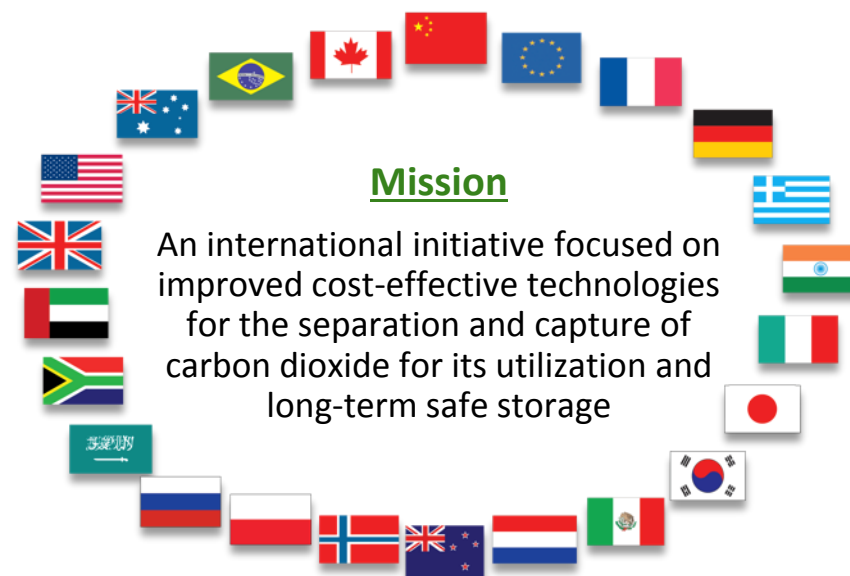 Mission
An international initiative focused on
improved cost-effective technologies
for the separation and capture of
carbon dioxide for its utilization and
long-term safe storage